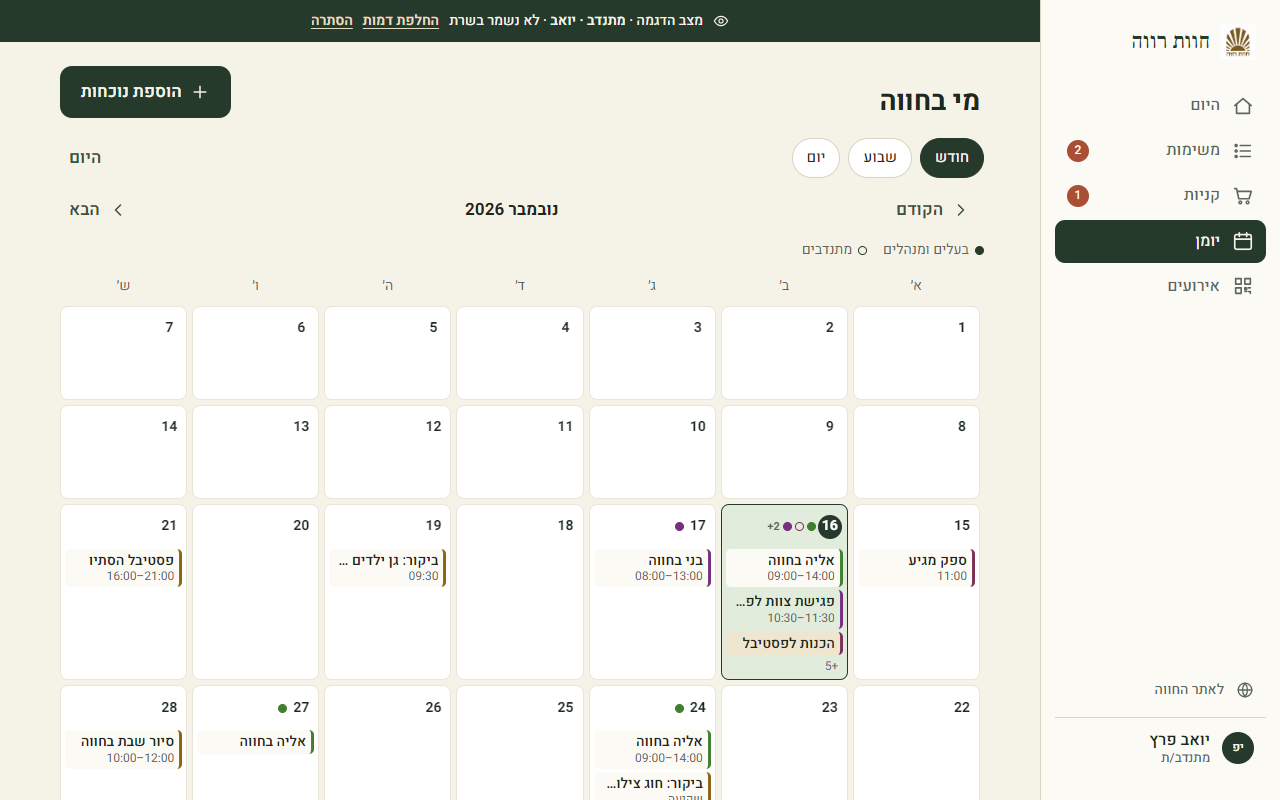 מצב הדגמה · מתנדב · יואב · לא נשמר בשרת החלפת דמות הסתרה
חוות רווה
היום
משימות 2
קניות 1
יומן
אירועים
לאתר החווה
יפ יואב פרץ
מתנדב/ת
מי בחווה
+ הוספת נוכחות
חודש שבוע יום היום
הקודם נובמבר 2026 הבא
בעלים ומנהלים מתנדבים
א׳ ב׳ ג׳ ד׳ ה׳ ו׳ ש׳
1 2 3 4 5 6 7
8 9 10 11 12 13 14
15
ספק מגיע
11:00
16 +2
אליה בחווה
09:00–14:00
פגישת צוות לפ...
10:30–11:30
הכנות לפסטיבל
+5
17
בני בחווה
08:00–13:00
18
19
ביקור: גן ילדים ...
09:30
20
21
פסטיבל הסתיו
16:00–21:00
22
23
24
אליה בחווה
09:00–14:00
ביקור: חוג צילו...
25
26
27
אליה בחווה
28
סיור שבת בחווה
10:00–12:00